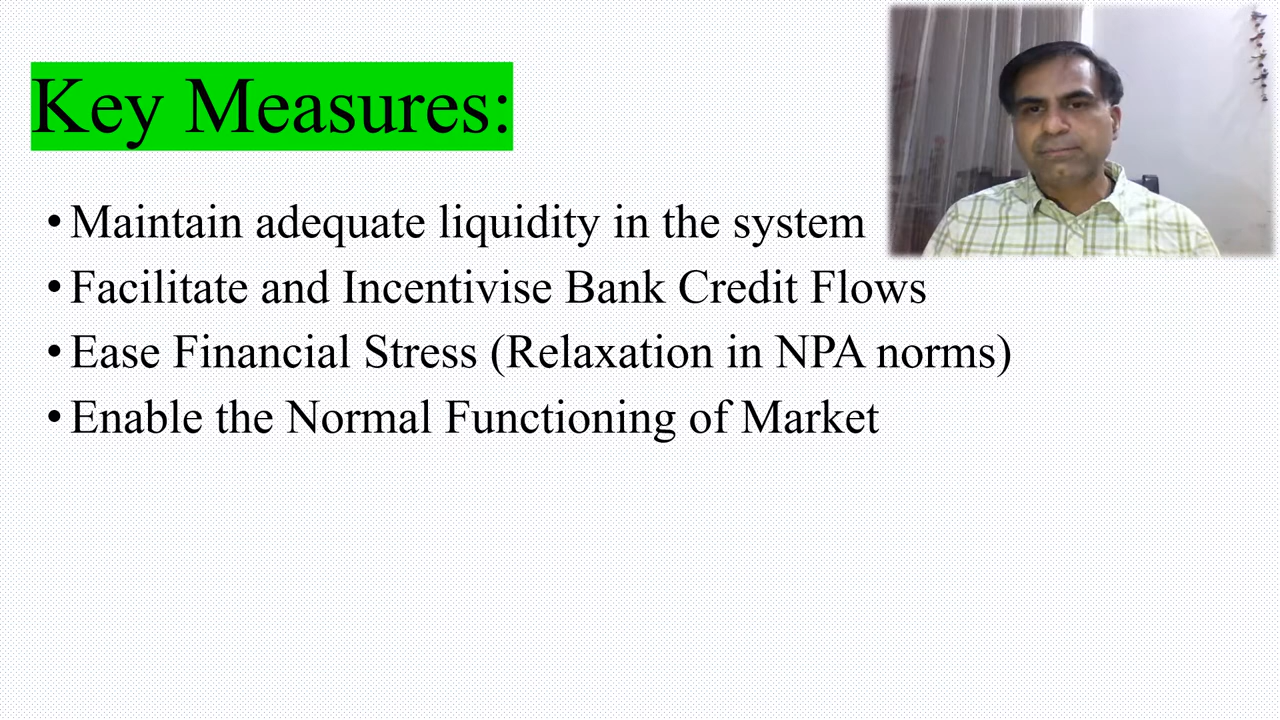 Key Measures:
• Maintain adequate liquidity in the system
• Facilitate and Incentivise Bank Credit Flows
• Ease Financial Stress (Relaxation in NPA norms)
• Enable the Normal Functioning of Market